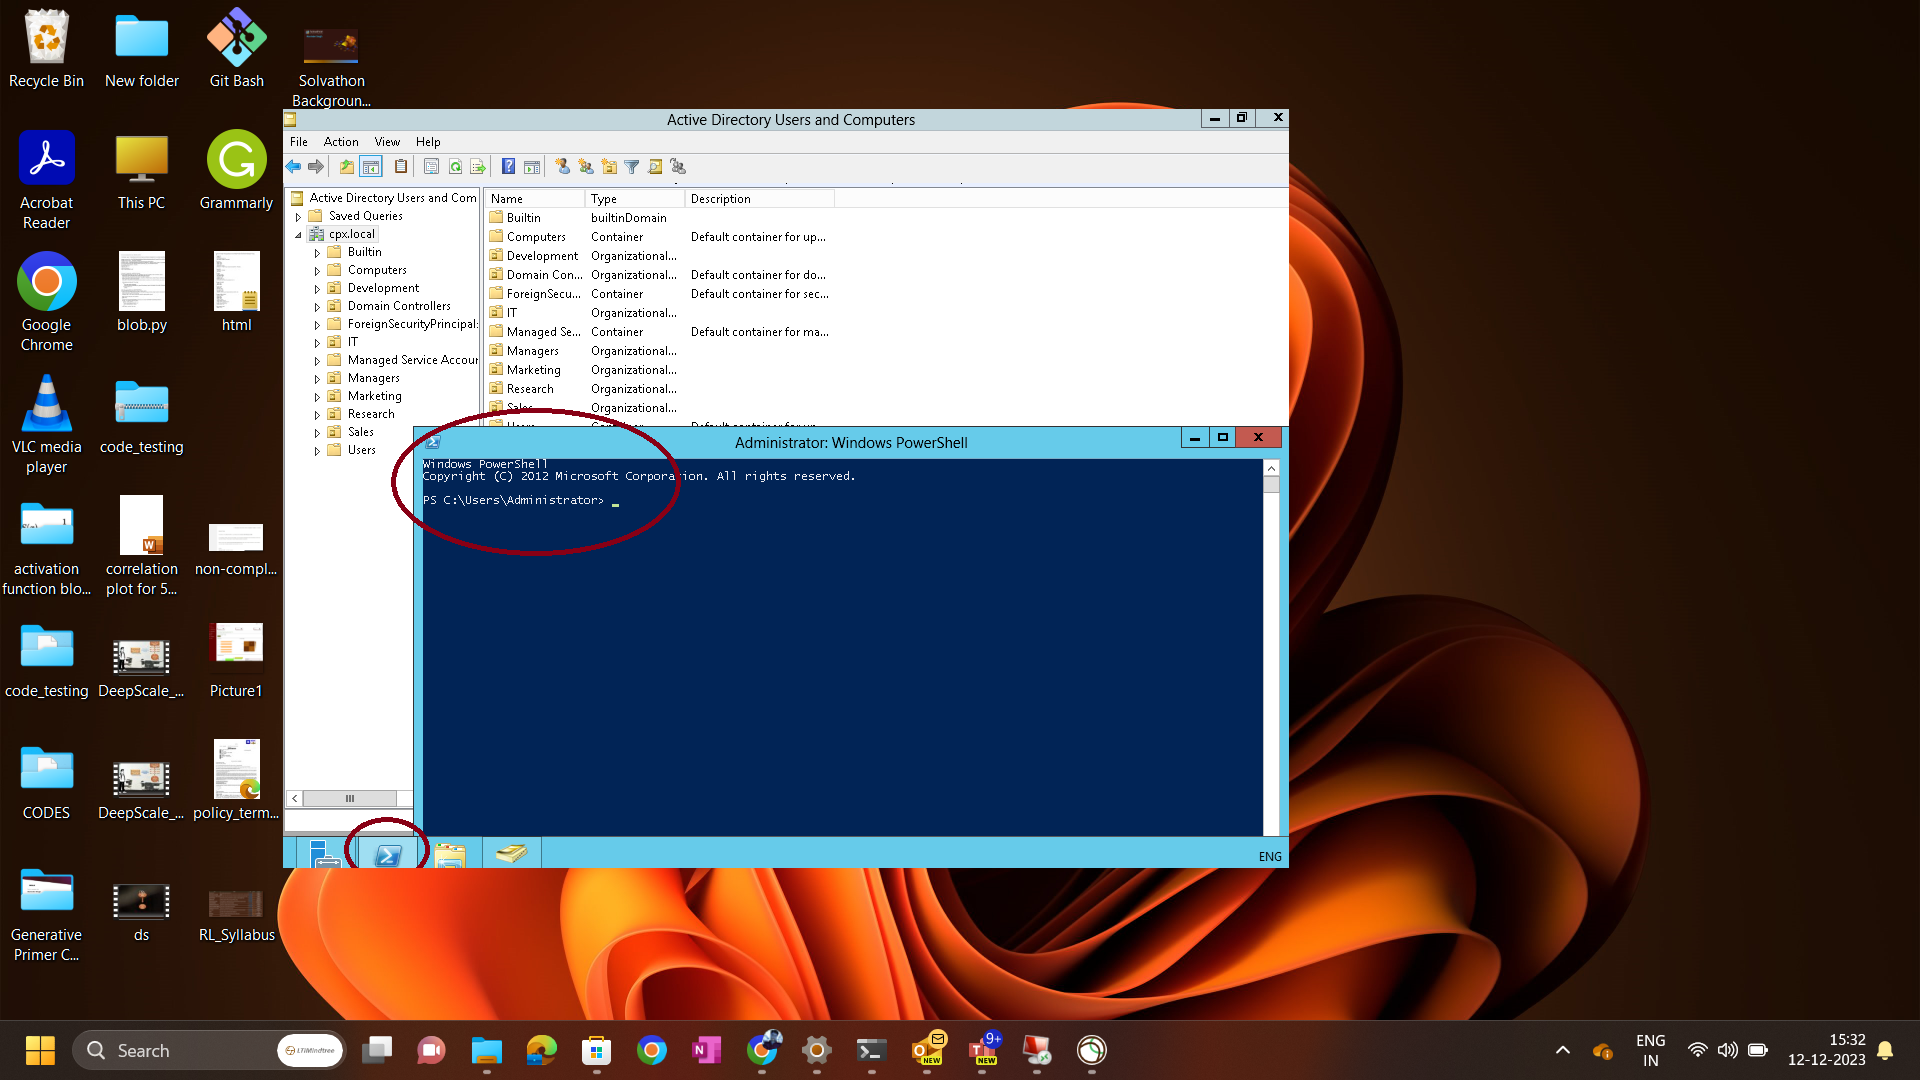 Recycle Bin
New folder
Git Bash
Solvathon
Backgroun...
Acrobat
Reader
This PC
Grammarly
Google
Chrome
blob.py
html
VLC media
player
code_testing
activation
function blo...
correlation
plot for 5...
non-compl...
code_testing
DeepScale_...
Picture1
CODES
DeepScale_...
policy_term...
Generative
Primer C...
ds
RL_Syllabus
Active Directory Users and Computers
File Action View Help
Active Directory Users and Com
Saved Queries
cpx.local
Builtin
Computers
Development
Domain Controllers
ForeignSecurityPrincipal
IT
Managed Service Accour
Managers
Marketing
Research
Sales
Users
Name Type Description
Builtin builtinDomain
Computers Container Default container for up...
Development Organizational...
Domain Con... Organizational... Default container for do...
ForeignSecu... Container Default container for sec...
IT Organizational...
Managed Se... Container Default container for ma...
Managers Organizational...
Marketing Organizational...
Research Organizational...
Sales Organizational...
Administrator: Windows PowerShell
Windows PowerShell
Copyright (C) 2012 Microsoft Corporation. All rights reserved.
PS C:\Users\Administrator>
ENG
Search
LTIMindtree
NEW
9+
NEW
ENG
IN
15:32
12-12-2023